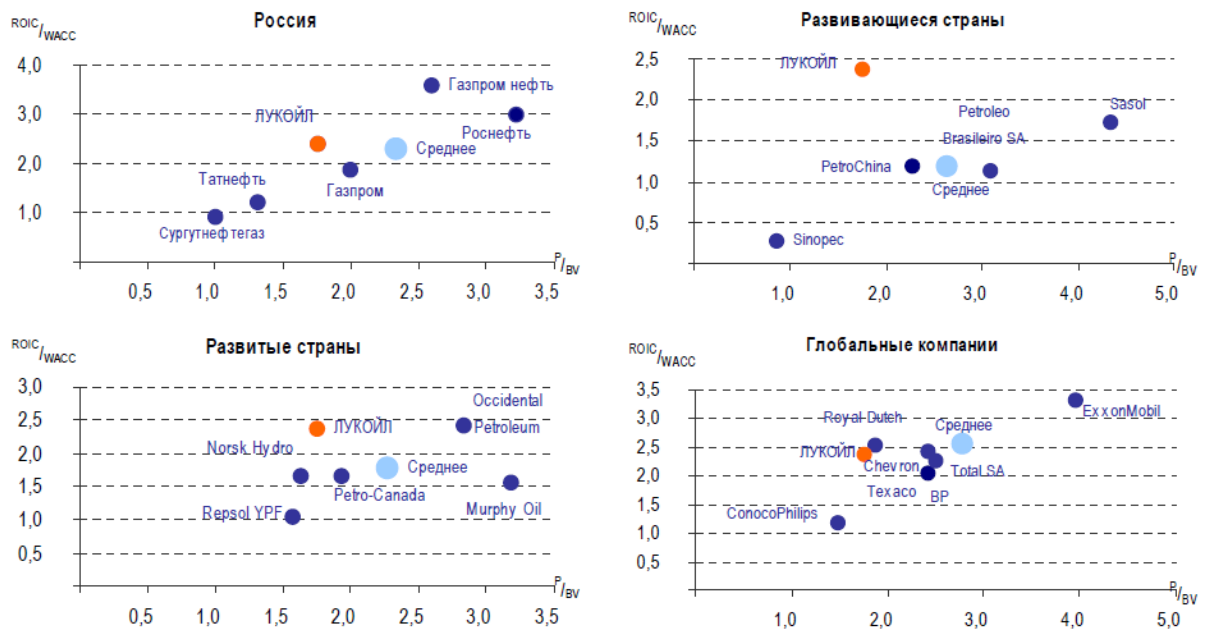 ROIC/WACC
Россия
4,0
Газпром нефть
ЛУКОЙЛ
3,0
Роснефть
Среднее
2,0
Татнефть
Газпром
1,0
Сургутнефтегаз
P/BV
0,5 1,0 1,5 2,0 2,5 3,0 3,5
ROIC/WACC
Развивающиеся страны
2,5
ЛУКОЙЛ
2,0
Petroleo
Sasol
1,5
Brasileiro SA
PetroChina
1,0
Среднее
0,5
Sinopec
P/BV
1,0 2,0 3,0 4,0 5,0
ROIC/WACC
Развитые страны
3,0
Occidental
2,5
ЛУКОЙЛ
Petroleum
Norsk Hydro
2,0
Среднее
1,5
Petro-Canada
Repsol YPF
Murphy Oil
1,0
0,5
P/BV
0,5 1,0 1,5 2,0 2,5 3,0 3,5
ROIC/WACC
Глобальные компании
3,5
ExxonMobil
3,0
Royal Dutch
Среднее
2,5
ЛУКОЙЛ
Chevron
Total SA
2,0
Texaco
BP
1,5
ConocoPhilips
1,0
0,5
P/BV
1,0 2,0 3,0 4,0 5,0